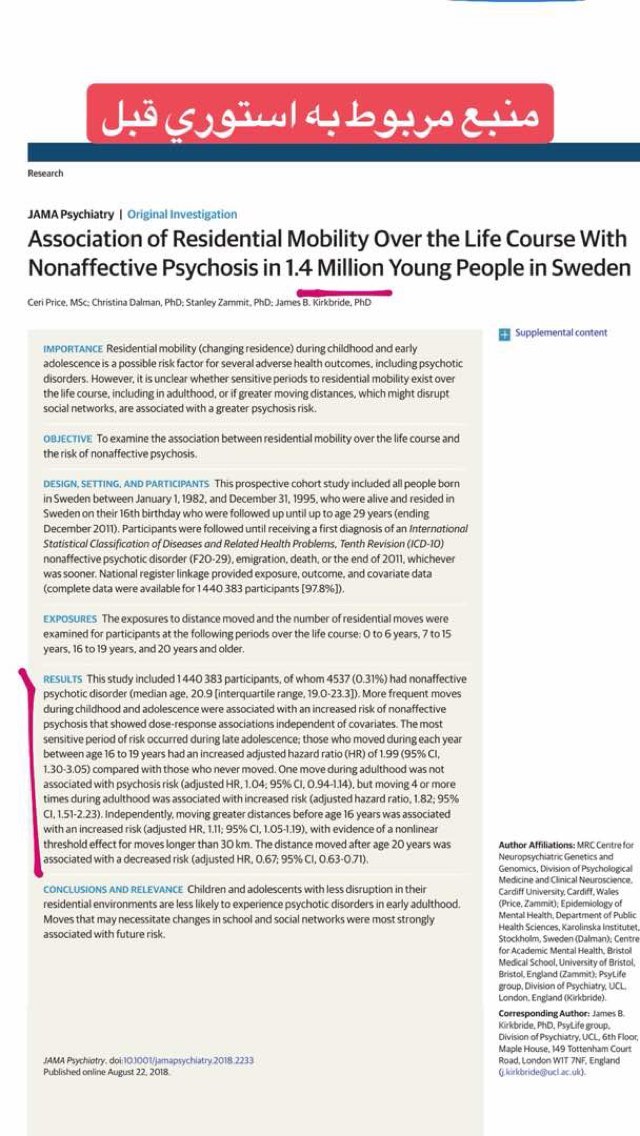 منبع مربوط به استوري قبل
Research
JAMA Psychiatry | Original Investigation
Association of Residential Mobility Over the Life Course With
Nonaffective Psychosis in 1.4 Million Young People in Sweden
Ceri Price, MSc; Christina Dalman, PhD; Stanley Zammit, PhD; James B. Kirkbride, PhD
IMPORTANCE Residential mobility (changing residence) during childhood and early
adolescence is a possible risk factor for several adverse health outcomes, including psychotic
disorders. However, it is unclear whether sensitive periods to residential mobility exist over
the life course, including in adulthood, or if greater moving distances, which might disrupt
social networks, are associated with a greater psychosis risk.
OBJECTIVE To examine the association between residential mobility over the life course and
the risk of nonaffective psychosis.
DESIGN, SETTING, AND PARTICIPANTS This prospective cohort study included all people born
in Sweden between January 1, 1982, and December 31, 1995, who were alive and resided in
Sweden on their 16th birthday who were followed up until up to age 29 years (ending
December 2011). Participants were followed until receiving a first diagnosis of an International
Statistical Classification of Diseases and Related Health Problems, Tenth Revision (ICD-10)
nonaffective psychotic disorder (F20-29), emigration, death, or the end of 2011, whichever
was sooner. National register linkage provided exposure, outcome, and covariate data
(complete data were available for 1 440 383 participants [97.8%]).
EXPOSURES The exposures to distance moved and the number of residential moves were
examined for participants at the following periods over the life course: 0 to 6 years, 7 to 15
years, 16 to 19 years, and 20 years and older.
RESULTS This study included 1 440 383 participants, of whom 4537 (0.31%) had nonaffective
psychotic disorder (median age, 20.9 [interquartile range, 19.0-23.3]). More frequent moves
during childhood and adolescence were associated with an increased risk of nonaffective
psychosis that showed dose-response associations independent of covariates. The most
sensitive period of risk occurred during late adolescence; those who moved during each year
between age 16 to 19 years had an increased adjusted hazard ratio (HR) of 1.99 (95% CI,
1.30-3.05) compared with those who never moved. One move during adulthood was not
associated with psychosis risk (adjusted HR, 1.04; 95% CI, 0.94-1.14), but moving 4 or more
times during adulthood was associated with increased risk (adjusted hazard ratio, 1.82; 95%
CI, 1.51-2.23). Independently, moving greater distances before age 16 years was associated
with an increased risk (adjusted HR, 1.11; 95% CI, 1.05-1.19), with evidence of a nonlinear
threshold effect for moves longer than 30 km. The distance moved after age 20 years was
associated with a decreased risk (adjusted HR, 0.67; 95% CI, 0.63-0.71).
CONCLUSIONS AND RELEVANCE Children and adolescents with less disruption in their
residential environments are less likely to experience psychotic disorders in early adulthood.
Moves that may necessitate changes in school and social networks were most strongly
associated with future risk.
JAMA Psychiatry. doi:10.1001/jamapsychiatry.2018.2233
Published online August 22, 2018.
Supplemental content
Author Affiliations: MRC Centre for
Neuropsychiatric Genetics and
Genomics, Division of Psychological
Medicine and Clinical Neuroscience,
Cardiff University, Cardiff, Wales
(Price, Zammit); Epidemiology of
Mental Health, Department of Public
Health Sciences, Karolinska Institutet,
Stockholm, Sweden (Dalman); Centre
for Academic Mental Health, Bristol
Medical School, University of Bristol,
Bristol, England (Zammit); PsyLife
group, Division of Psychiatry, UCL,
London, England (Kirkbride).
Corresponding Author: James B.
Kirkbride, PhD, PsyLife group,
Division of Psychiatry, UCL, 6th Floor,
Maple House, 149 Tottenham Court
Road, London W1T 7NF, England
(j.kirkbride@ucl.ac.uk).